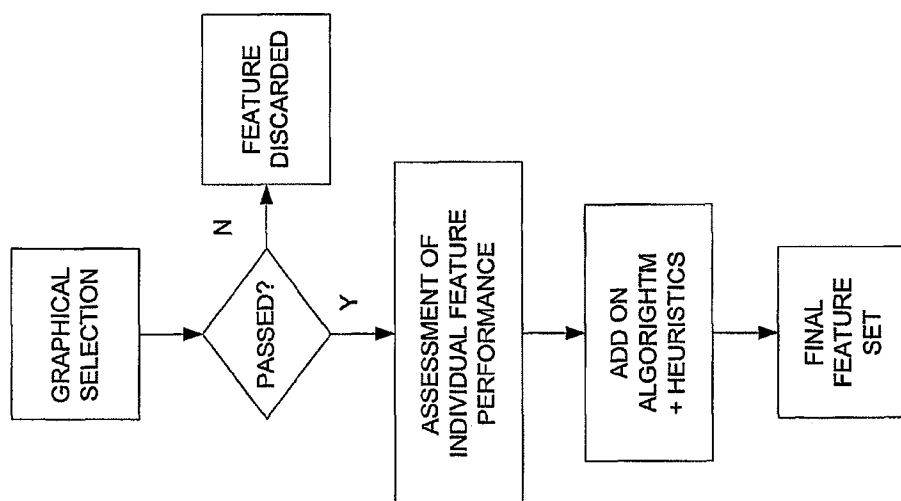 GRAPHICAL
SELECTION
PASSED?
N
FEATURE
DISCARDED
Y
ASSESSMENT OF
INDIVIDUAL FEATURE
PERFORMANCE
ADD ON
ALGORIGHTM
+ HEURISTICS
FINAL
FEATURE
SET